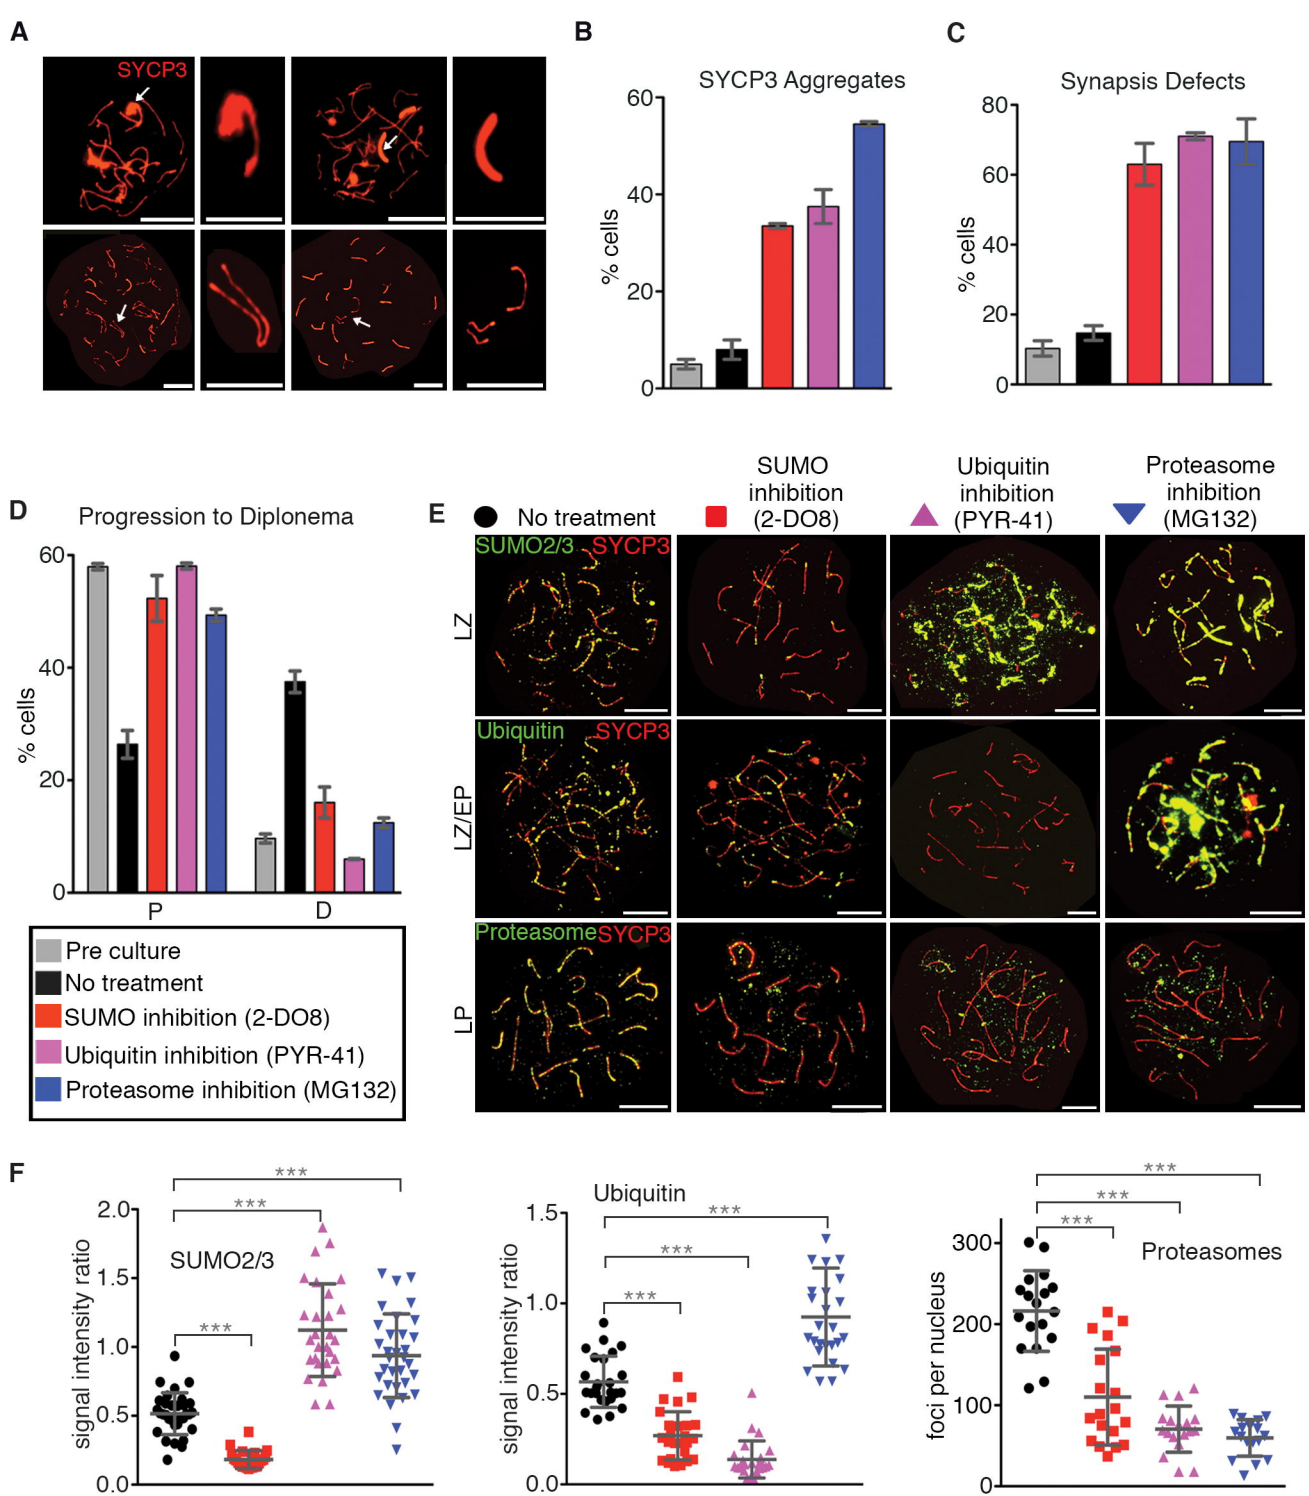 A
SYCP3
B
SYCP3 Aggregates
% cells
60
40
20
0
C
Synapsis Defects
% cells
80
60
40
20
0
D
Progression to Diplonema
% cells
60
40
20
0
P
D
Pre culture
No treatment
SUMO inhibition (2-DO8)
Ubiquitin inhibition (PYR-41)
Proteasome inhibition (MG132)
E
No treatment
SUMO
inhibition
(2-DO8)
Ubiquitin
inhibition
(PYR-41)
Proteasome
inhibition
(MG132)
LZ
SUMO2/3 SYCP3
LZ/EP
Ubiquitin SYCP3
LP
Proteasome SYCP3
F
SUMO2/3
signal intensity ratio
2.0
1.5
1.0
0.5
0.0
***
***
***
Ubiquitin
signal intensity ratio
1.5
1.0
0.5
0.0
***
***
***
Proteasomes
foci per nucleus
300
200
100
0
***
***
***